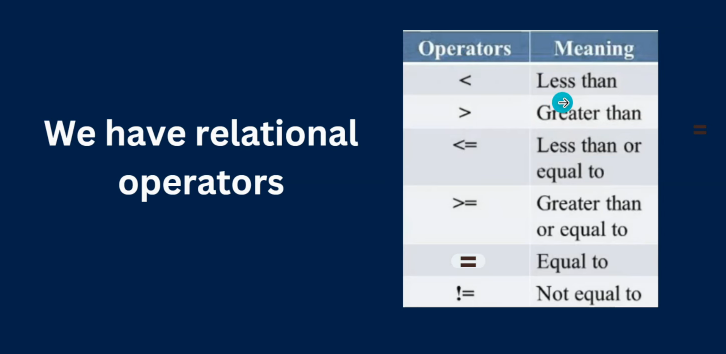 We have relational
operators
Operators Meaning
< Less than
> Greater than
<= Less than or
equal to
>= Greater than
or equal to
= Equal to
!= Not equal to
=